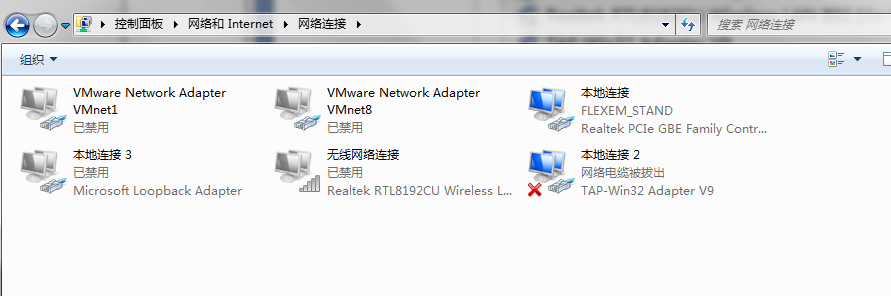 控制面板 ▸ 网络和 Internet ▸ 网络连接 ▸
搜索 网络连接
组织
VMware Network Adapter
VMnet1
已禁用
VMware Network Adapter
VMnet8
已禁用
本地连接
FLEXEM_STAND
Realtek PCIe GBE Family Contr...
本地连接 3
已禁用
Microsoft Loopback Adapter
无线网络连接
已禁用
Realtek RTL8192CU Wireless L...
本地连接 2
网络电缆被拔出
TAP-Win32 Adapter V9